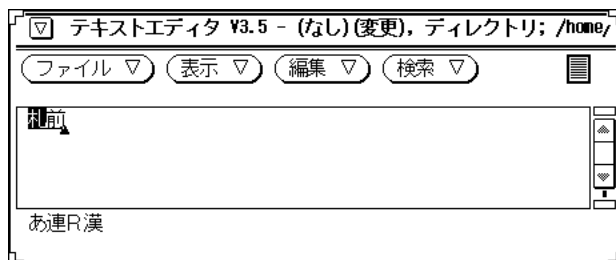 テキストエディタ V3.5 - (なし)(変更), ディレクトリ; /home/
ファイル 表示 編集 検索
札前
あ連R漢